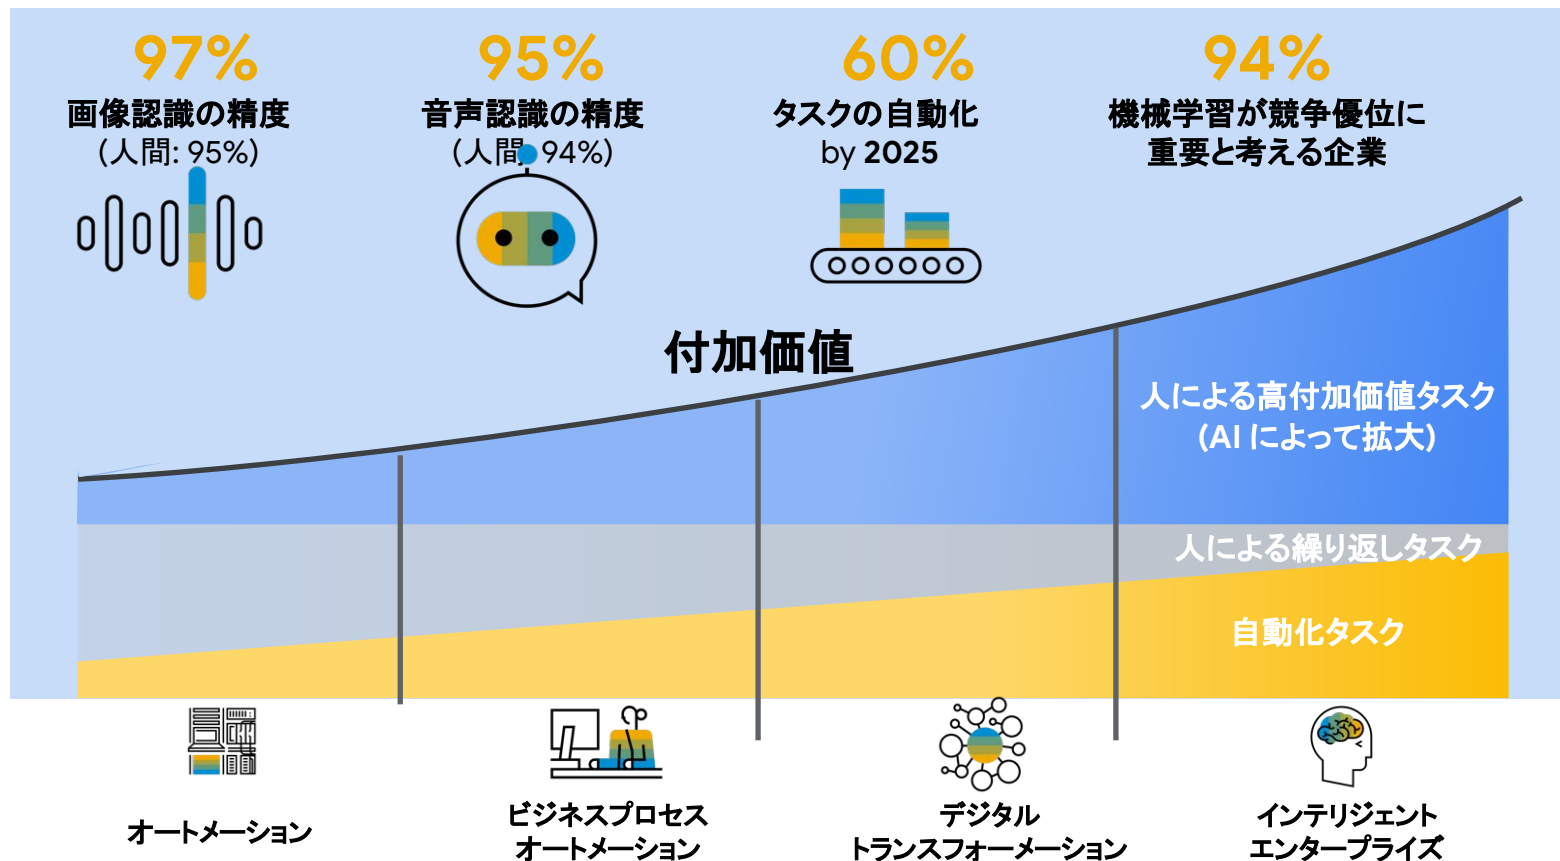 97%
画像認識の精度
(人間: 95%)
95%
音声認識の精度
(人間: 94%)
60%
タスクの自動化
by 2025
94%
機械学習が競争優位に
重要と考える企業
付加価値
人による高付加価値タスク
(AI によって拡大)
人による繰り返しタスク
自動化タスク
オートメーション
ビジネスプロセス
オートメーション
デジタル
トランスフォーメーション
インテリジェント
エンタープライズ